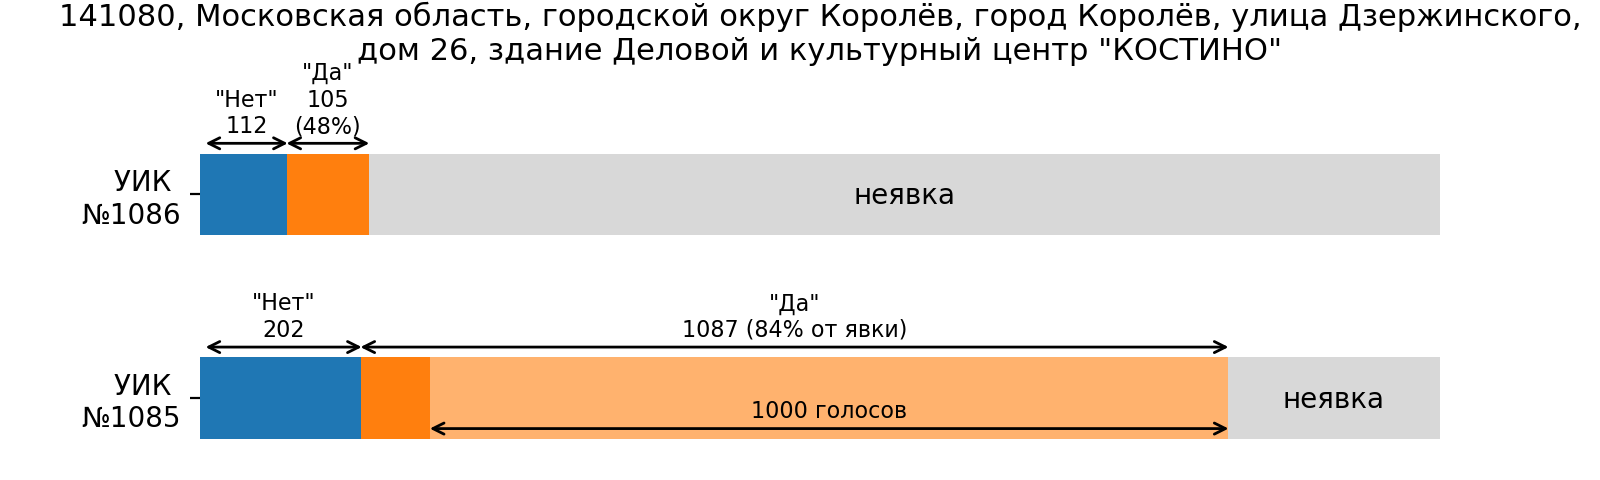 141080, Московская область, городской округ Королёв, город Королёв, улица Дзержинского,
дом 26, здание Деловой и культурный центр "КОСТИНО"
"Нет"
112
"Да"
105
(48%)
УИК
№1086
неявка
"Нет"
202
"Да"
1087 (84% от явки)
УИК
№1085
1000 голосов
неявка